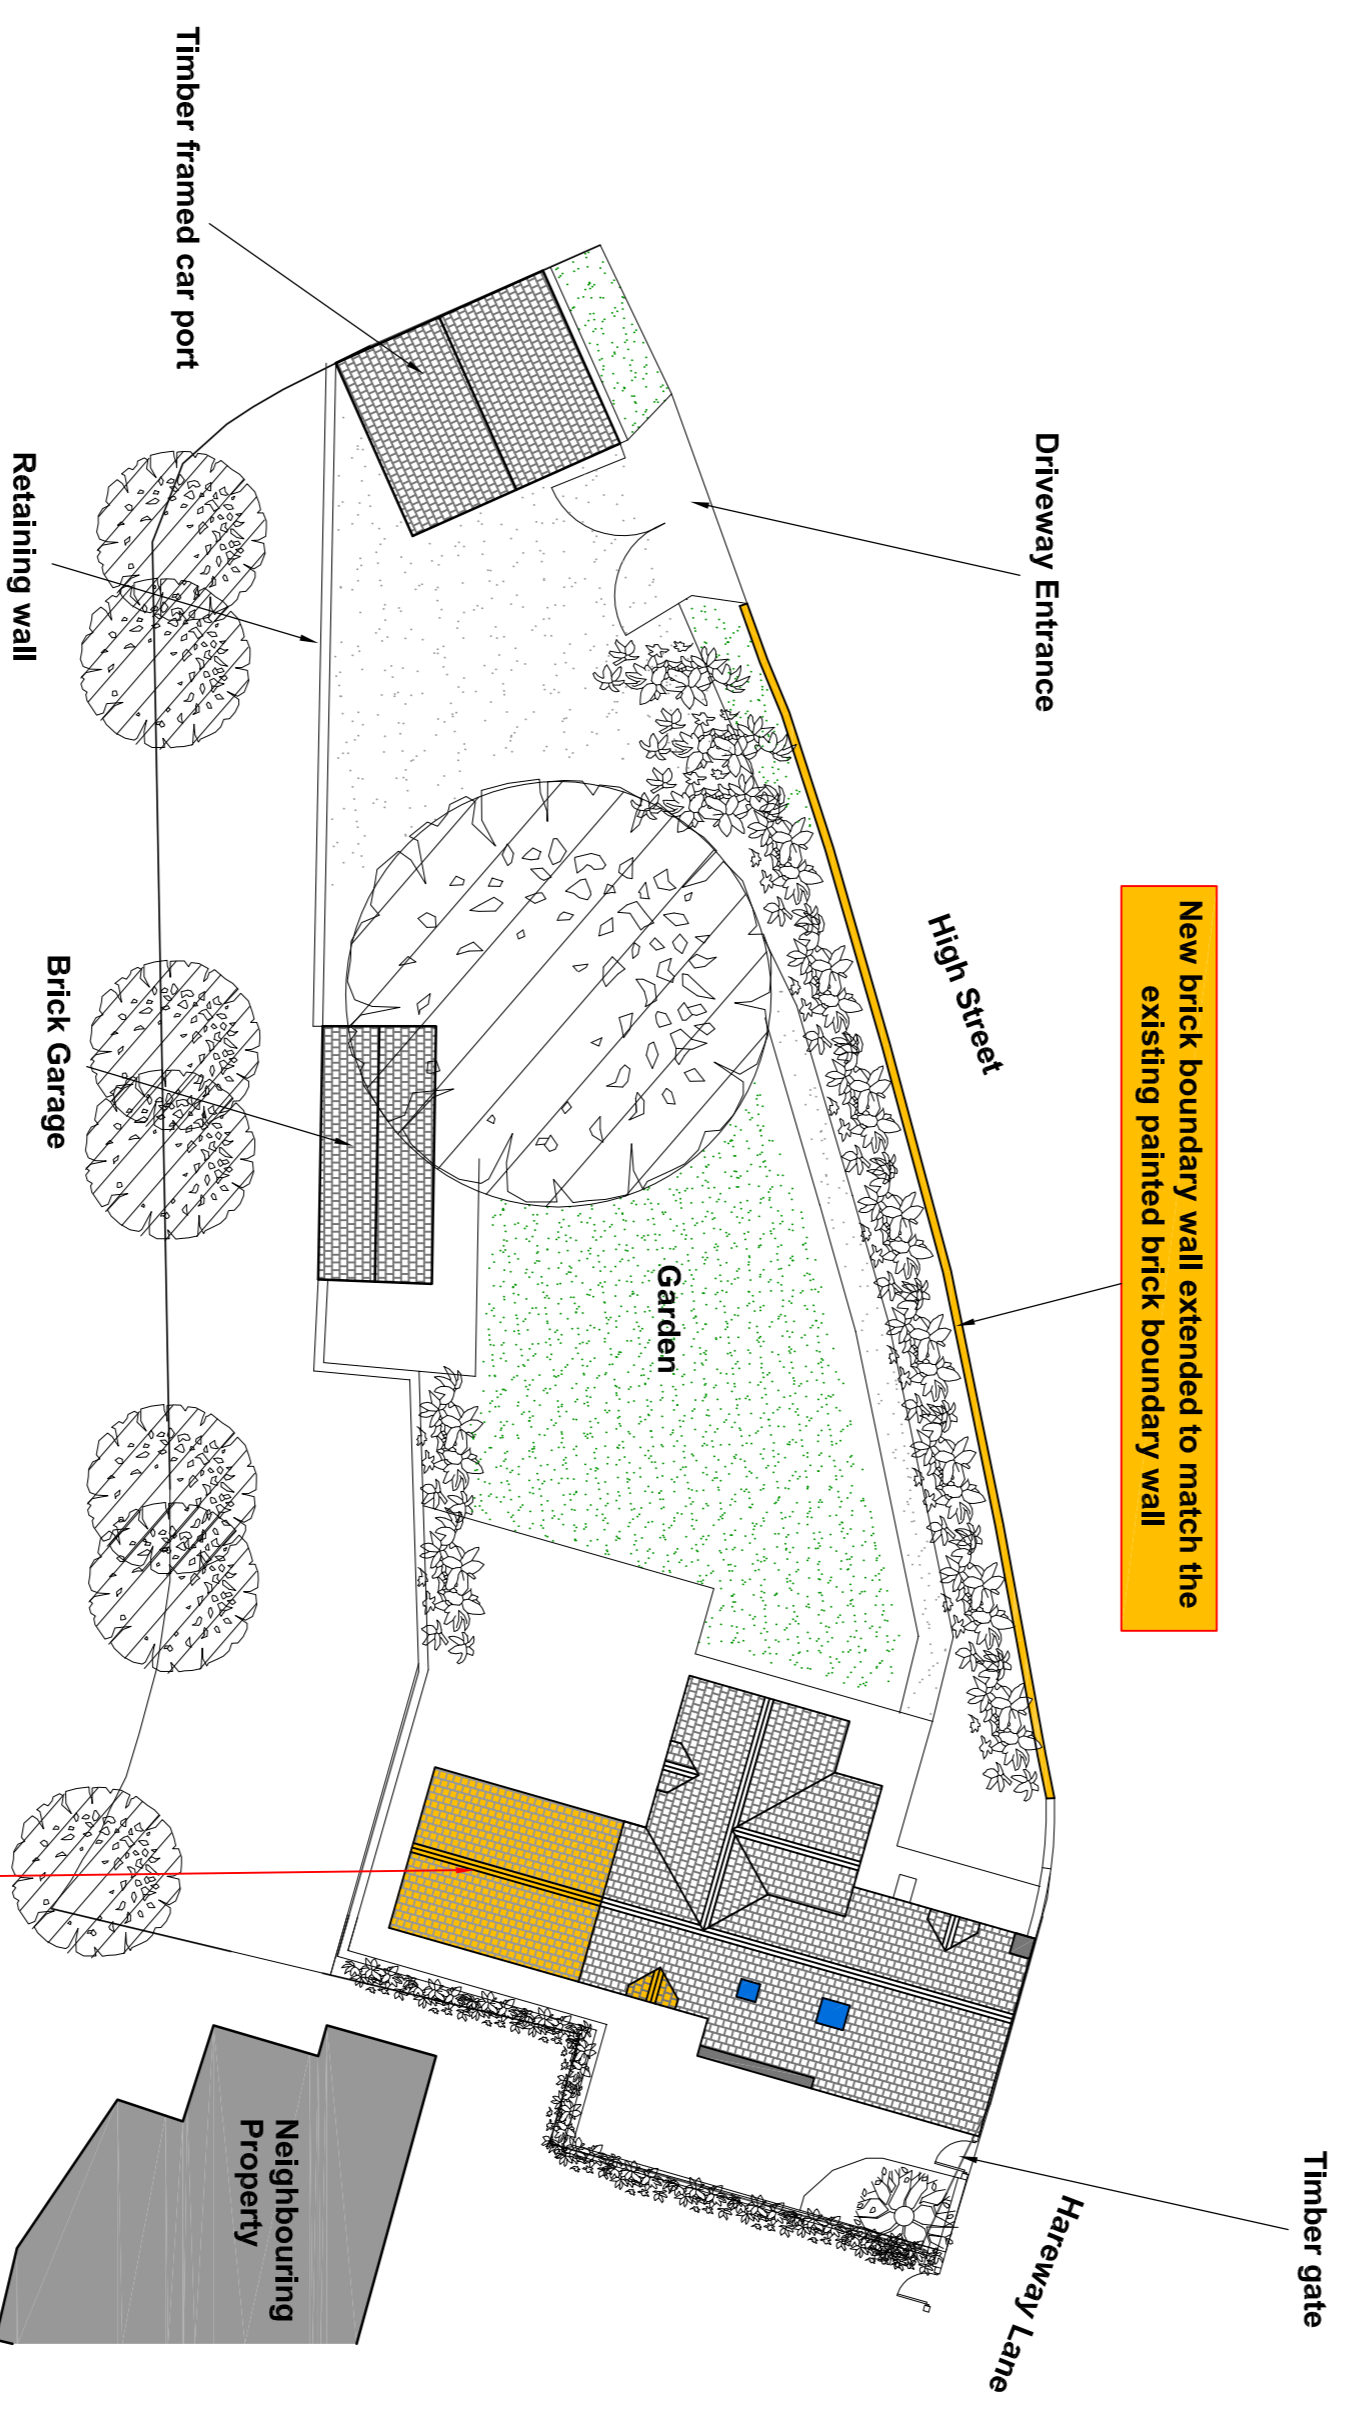 Timber gate
New brick boundary wall extended to match the
existing painted brick boundary wall
Driveway Entrance
High Street
Hareway Lane
Garden
Timber framed car port
Neighbouring
Property
Brick Garage
Retaining wall